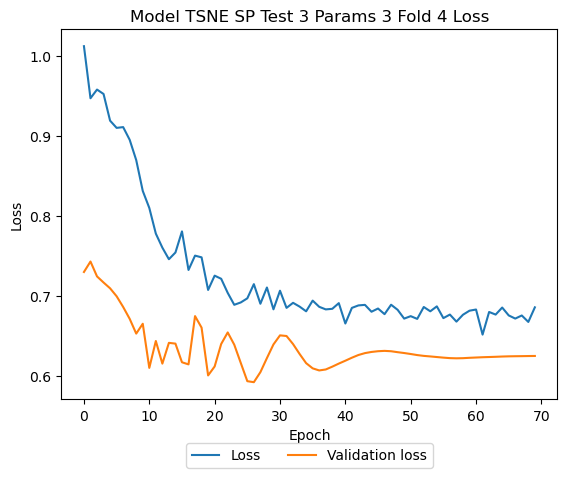 Model TSNE SP Test 3 Params 3 Fold 4 Loss
1.0
0.9
0.8
0.7
0.6
Loss
0 10 20 30 40 50 60 70
Epoch
Loss Validation loss